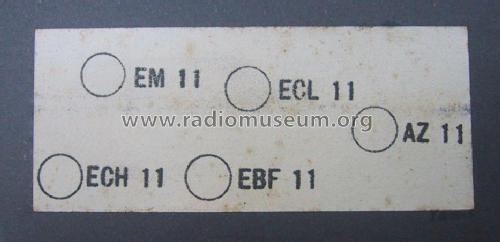 EM 11
ECL 11
www.radiomuseum.org
AZ 11
ECH 11
EBF 11